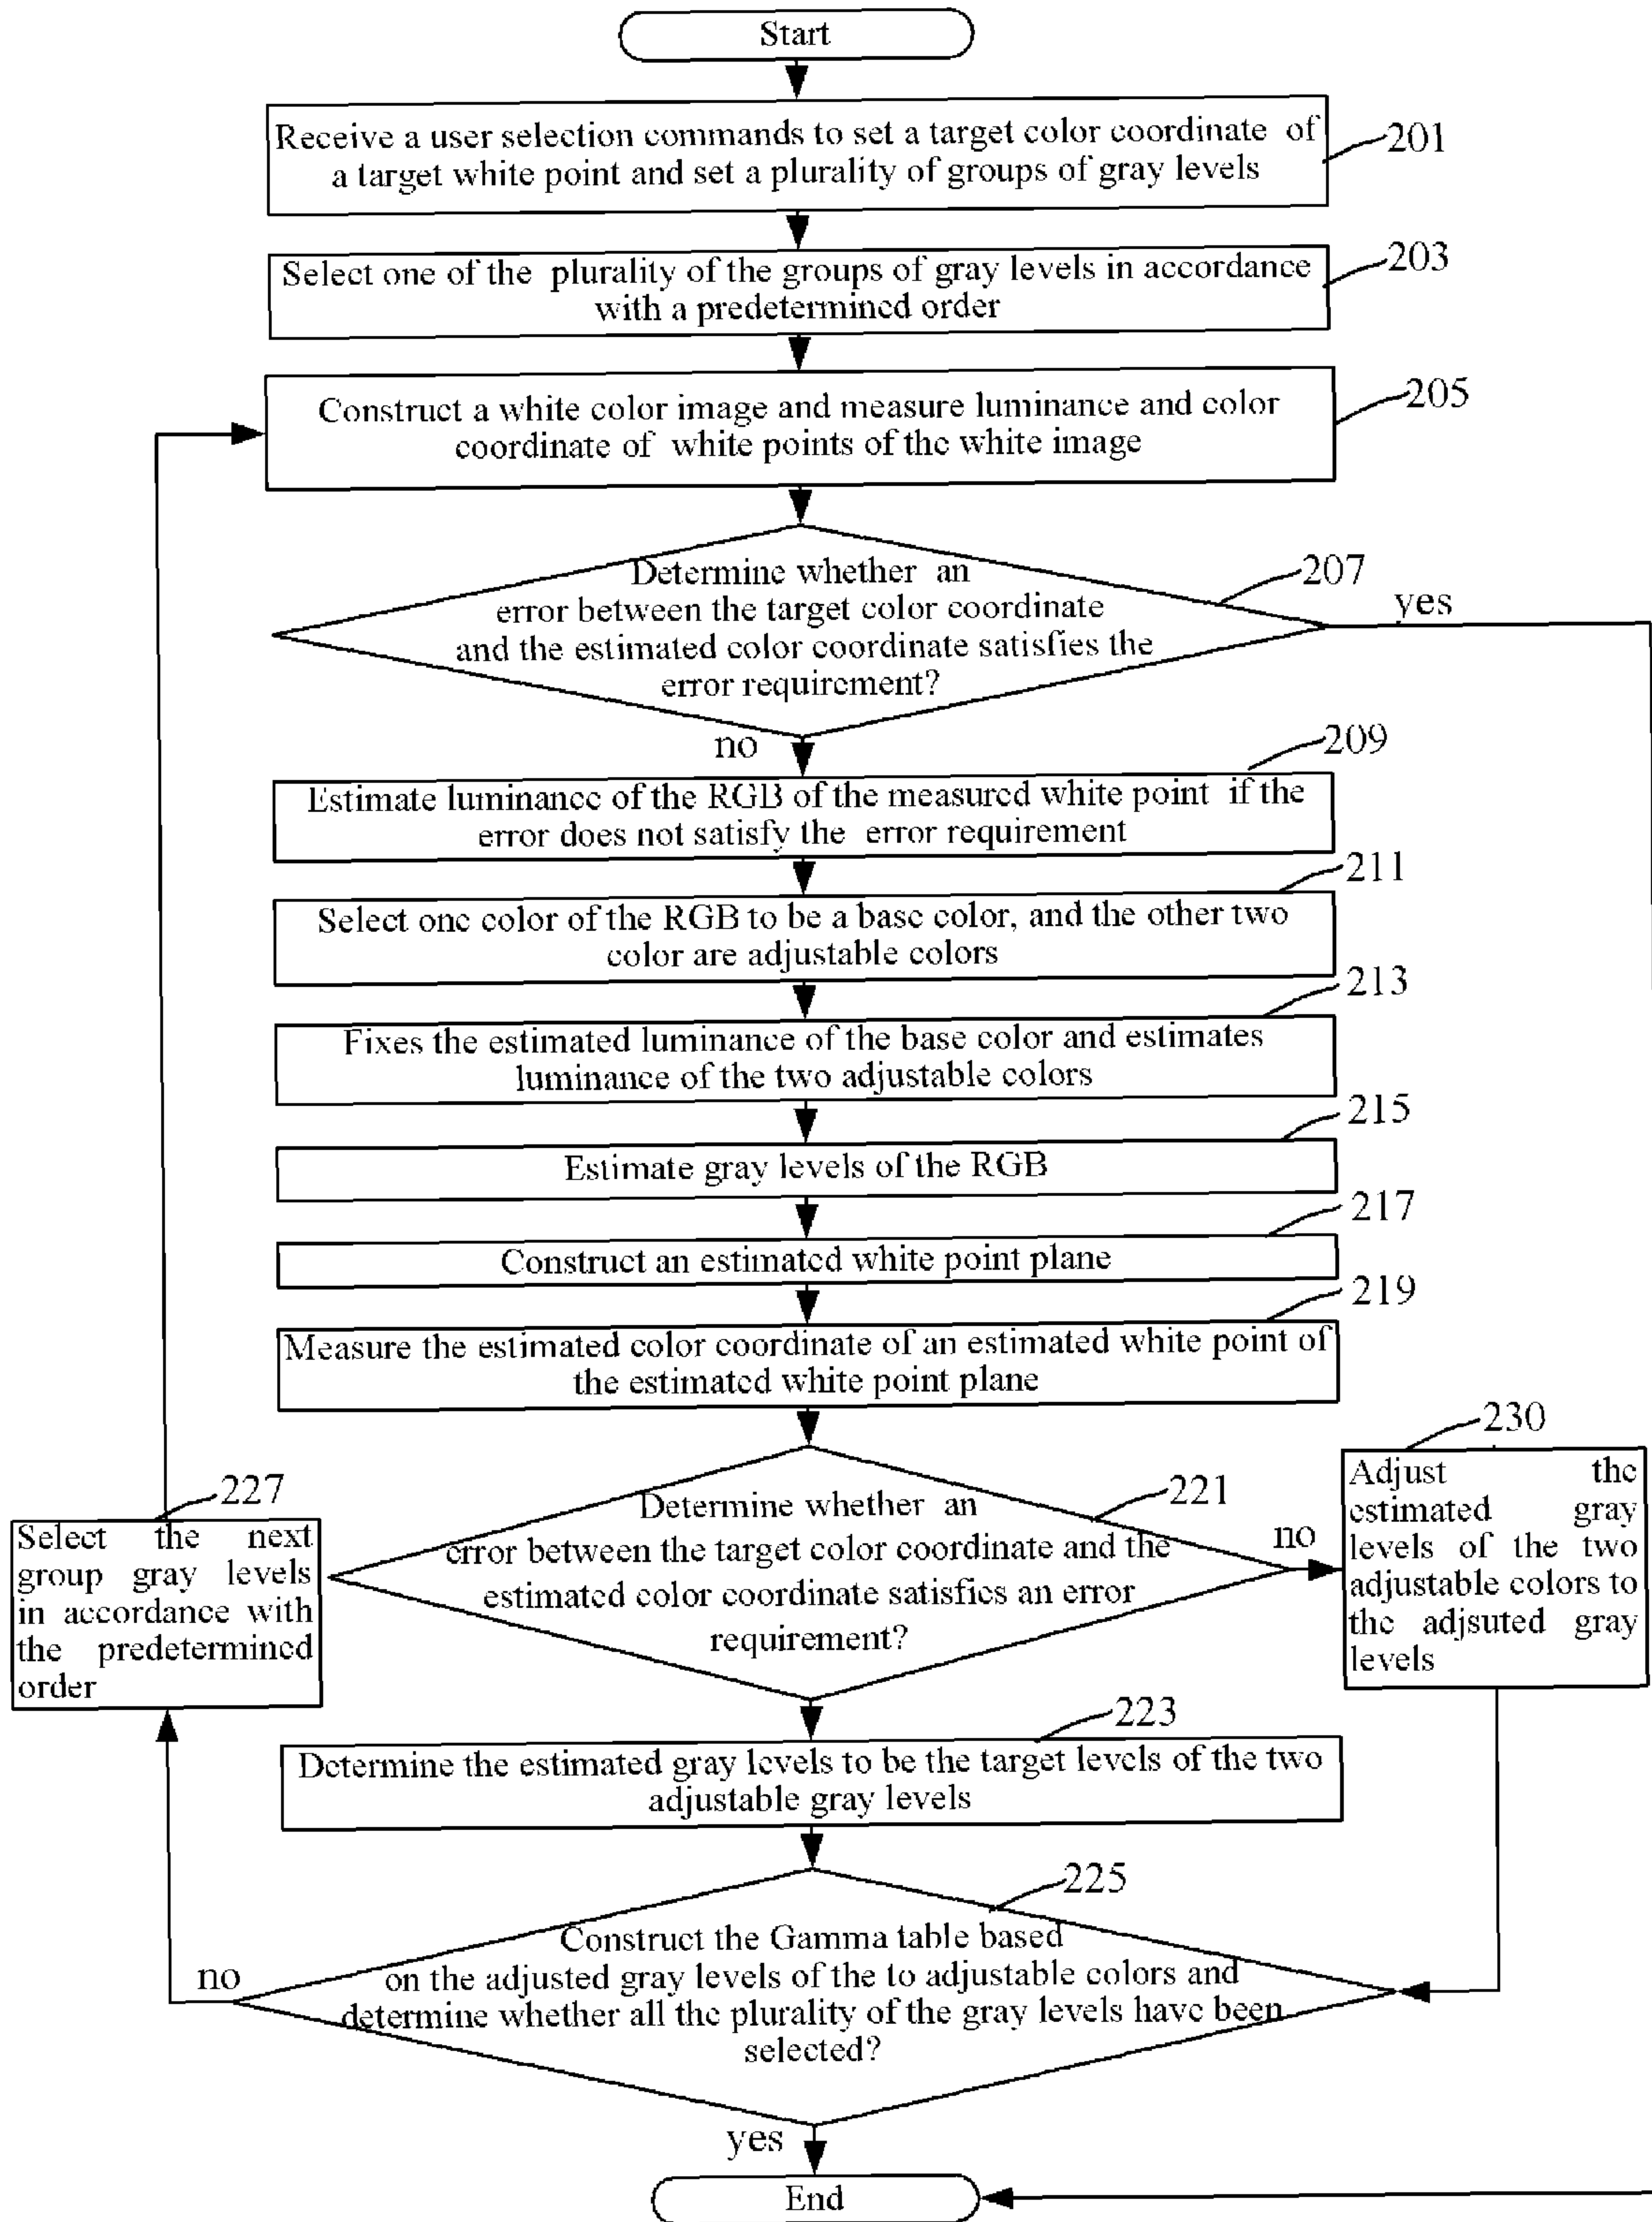 Start
Receive a user selection commands to set a target color coordinate of
a target white point and set a plurality of groups of gray levels
201
Select one of the plurality of the groups of gray levels in accordance
with a predetermined order
203
Construct a white color image and measure luminance and color
coordinate of white points of the white image
205
Determine whether an
error between the target color coordinate
and the estimated color coordinate satisfies the
error requirement?
207
yes
no
209
Estimate luminance of the RGB of the measured white point if the
error does not satisfy the error requirement
211
Select one color of the RGB to be a base color, and the other two
color are adjustable colors
213
Fixes the estimated luminance of the base color and estimates
luminance of the two adjustable colors
215
Estimate gray levels of the RGB
217
Construct an estimated white point plane
219
Measure the estimated color coordinate of an estimated white point of
the estimated white point plane
230
Adjust the
estimated gray
levels of the two
adjustable colors to
the adjsuted gray
levels
227
Select the next
group gray levels
in accordance with
the predetermined
order
221
Determine whether an
error between the target color coordinate and the
estimated color coordinate satisfies an error
requirement?
no
223
Determine the estimated gray levels to be the target levels of the two
adjustable gray levels
225
Construct the Gamma table based
on the adjusted gray levels of the to adjustable colors and
determine whether all the plurality of the gray levels have been
selected?
no
yes
End